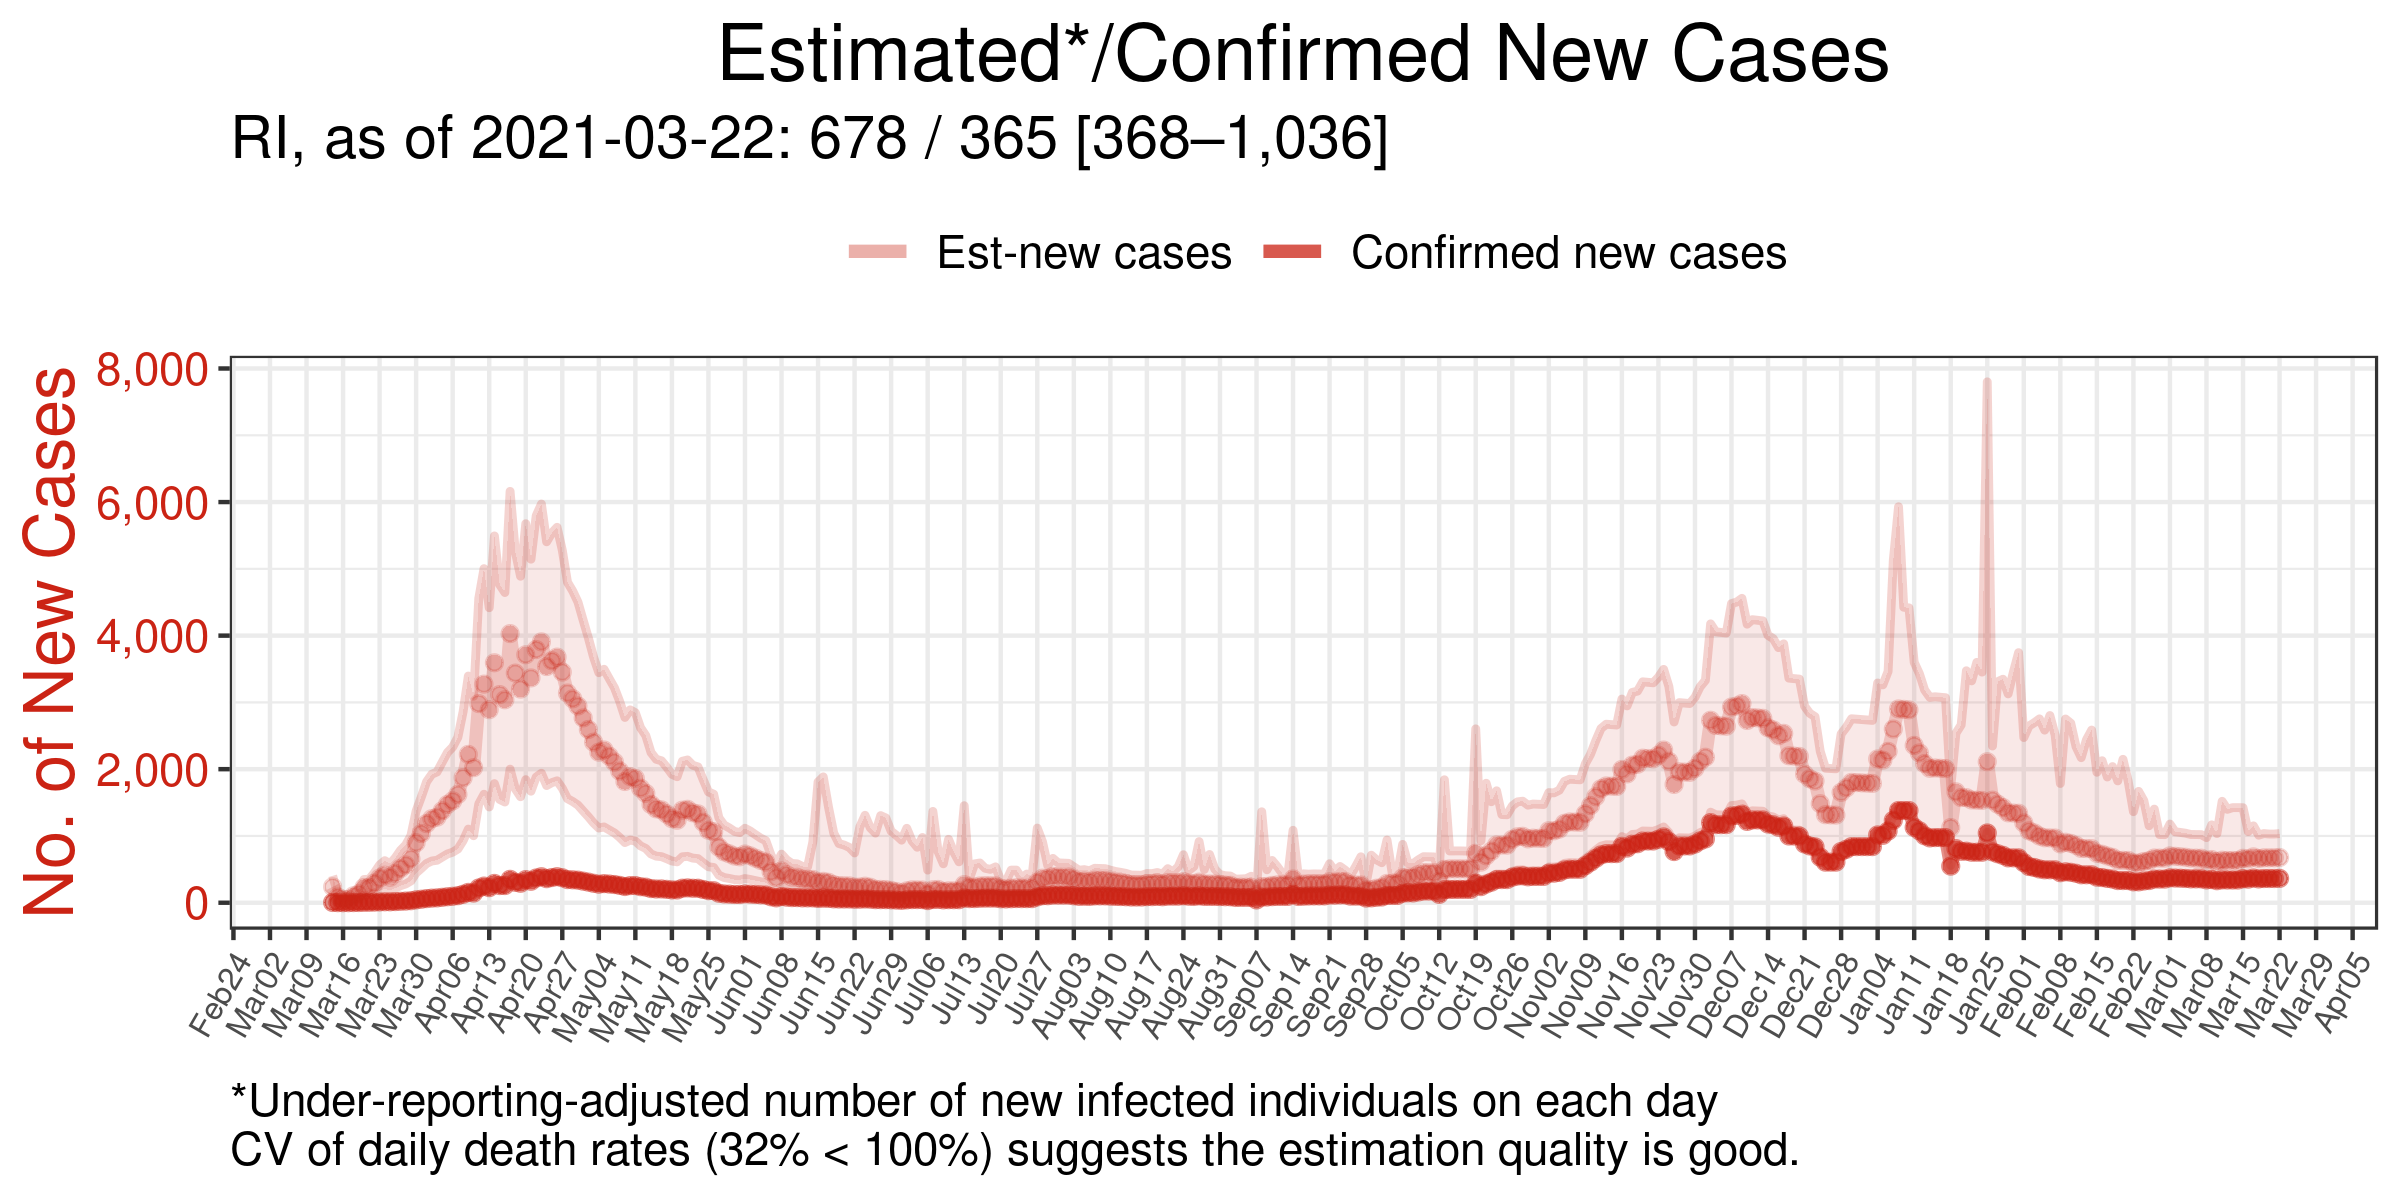 Estimated*/Confirmed New Cases
RI, as of 2021-03-22: 678 / 365 [368–1,036]
Est-new cases Confirmed new cases
No. of New Cases
8,000
6,000
4,000
2,000
0
Feb24 Mar02 Mar09 Mar16 Mar23 Mar30 Apr06 Apr13 Apr20 Apr27 May04 May11 May18 May25 Jun01 Jun08 Jun15 Jun22 Jun29 Jul06 Jul13 Jul20 Jul27 Aug03 Aug10 Aug17 Aug24 Aug31 Sep07 Sep14 Sep21 Sep28 Oct05 Oct12 Oct19 Oct26 Nov02 Nov09 Nov16 Nov23 Nov30 Dec07 Dec14 Dec21 Dec28 Jan04 Jan11 Jan18 Jan25 Feb01 Feb08 Feb15 Feb22 Mar01 Mar08 Mar15 Mar22 Mar29 Apr05
*Under-reporting-adjusted number of new infected individuals on each day
CV of daily death rates (32% < 100%) suggests the estimation quality is good.